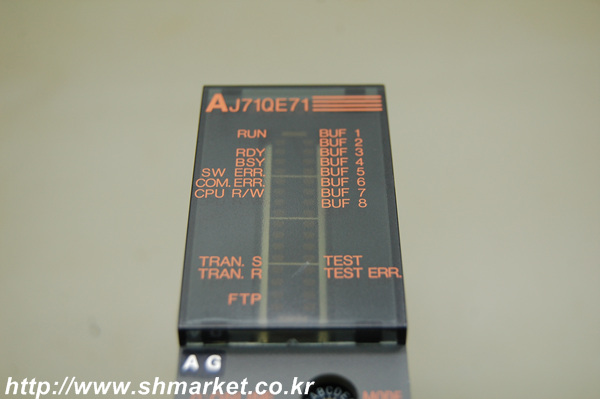 AJ71QE71
RUN BUF 1
BUF 2
RDY BUF 3
BSY BUF 4
SW ERR. BUF 5
COM. ERR. BUF 6
CPU R/W BUF 7
BUF 8
TRAN. S TEST
TRAN. R TEST ERR.
FTP
A G
MODE
http://www.shmarket.co.kr